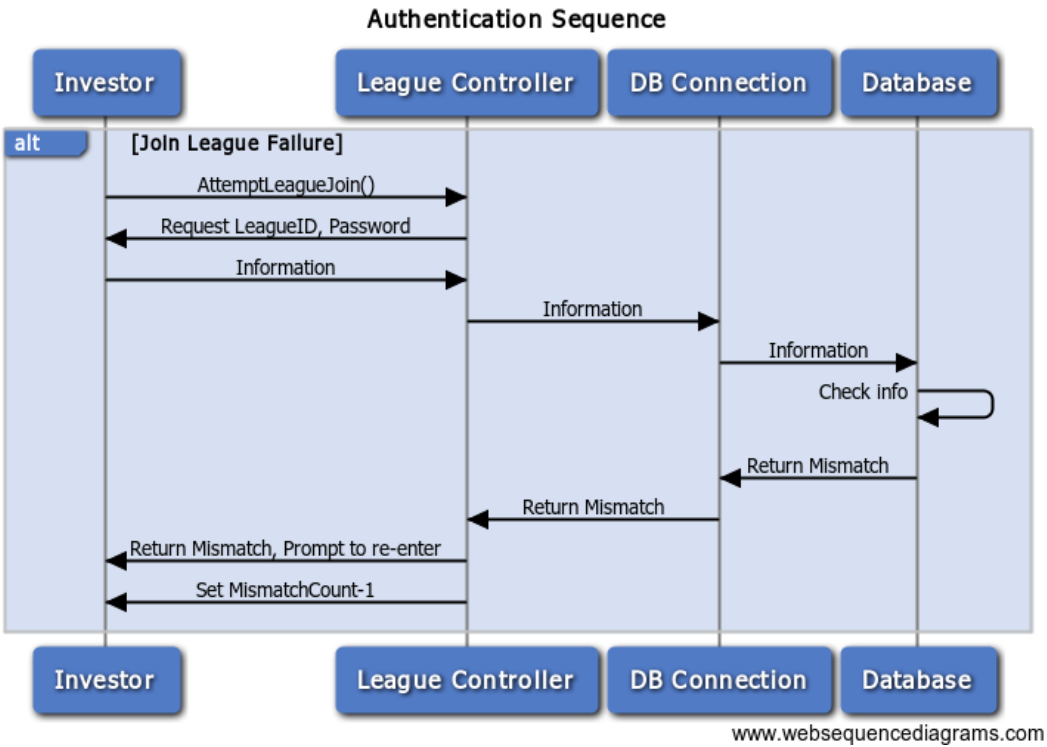 Authentication Sequence
Investor
League Controller
DB Connection
Database
alt
[Join League Failure]
AttemptLeagueJoin()
Request LeagueID, Password
Information
Information
Information
Check info
Return Mismatch
Return Mismatch
Return Mismatch, Prompt to re-enter
Set MismatchCount-1
Investor
League Controller
DB Connection
Database
www.websequencediagrams.com